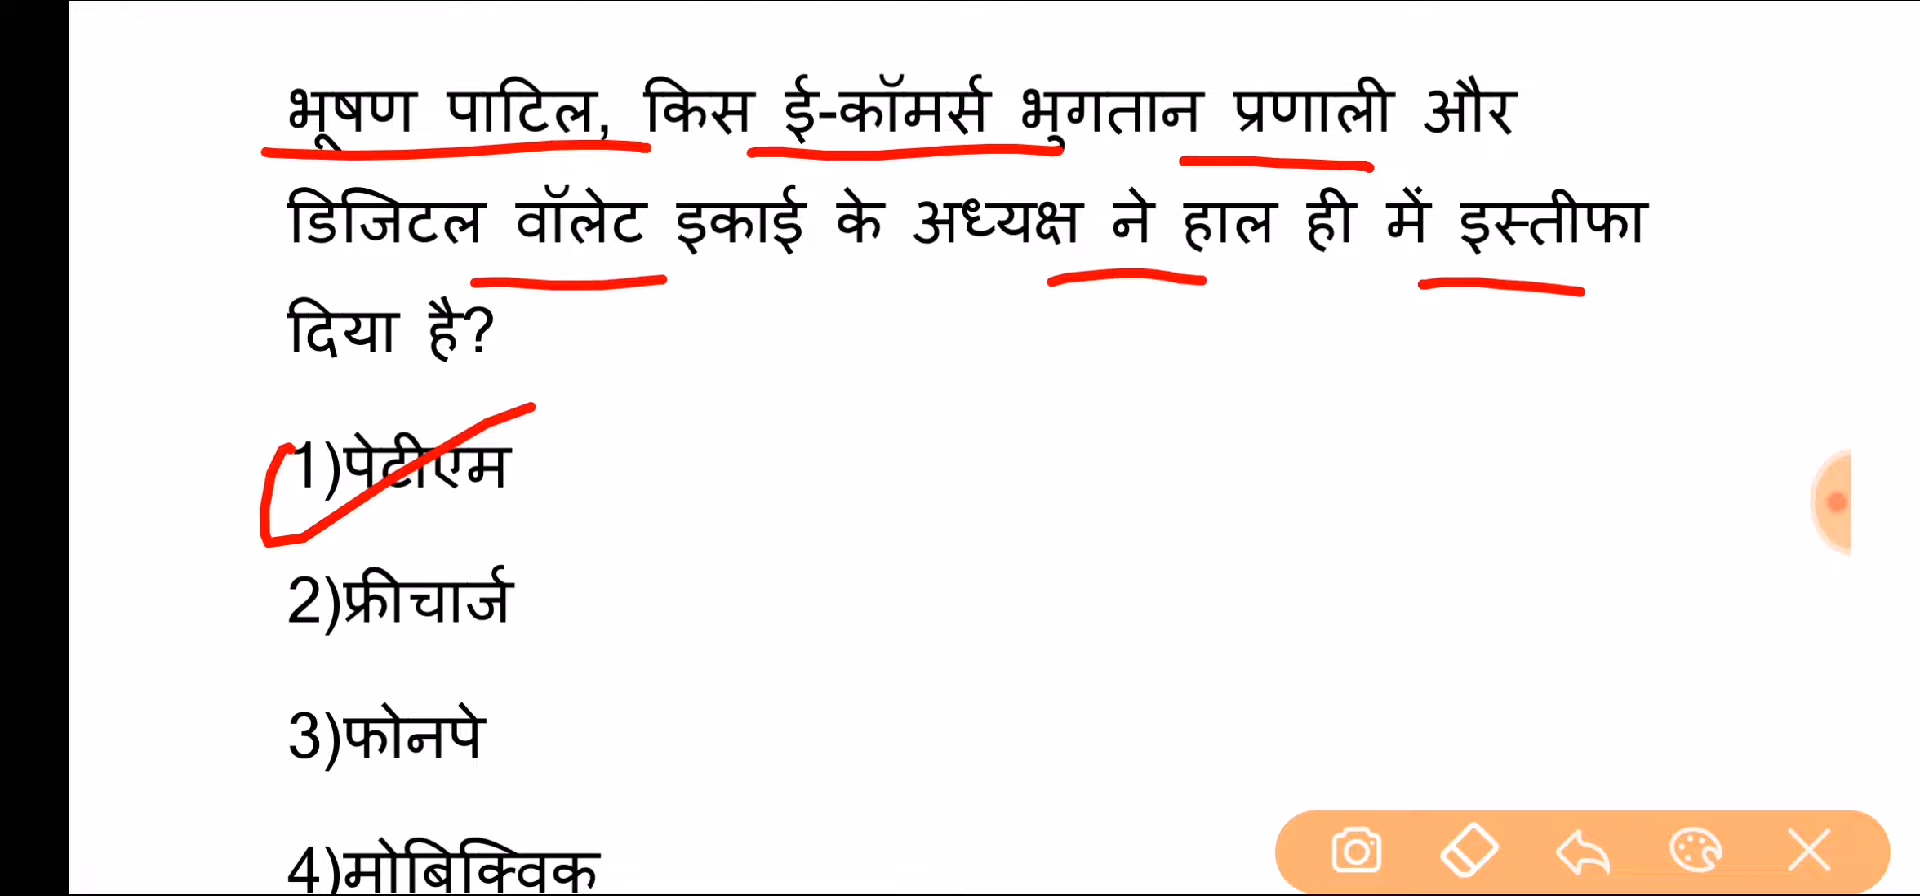 भूषण पाटिल, किस ई-कॉमर्स भुगतान प्रणाली और
डिजिटल वॉलेट इकाई के अध्यक्ष ने हाल ही में इस्तीफा
दिया है?
1)पेटीएम
2)फ्रीचार्ज
3)फोनपे
4)मोबिक्विक